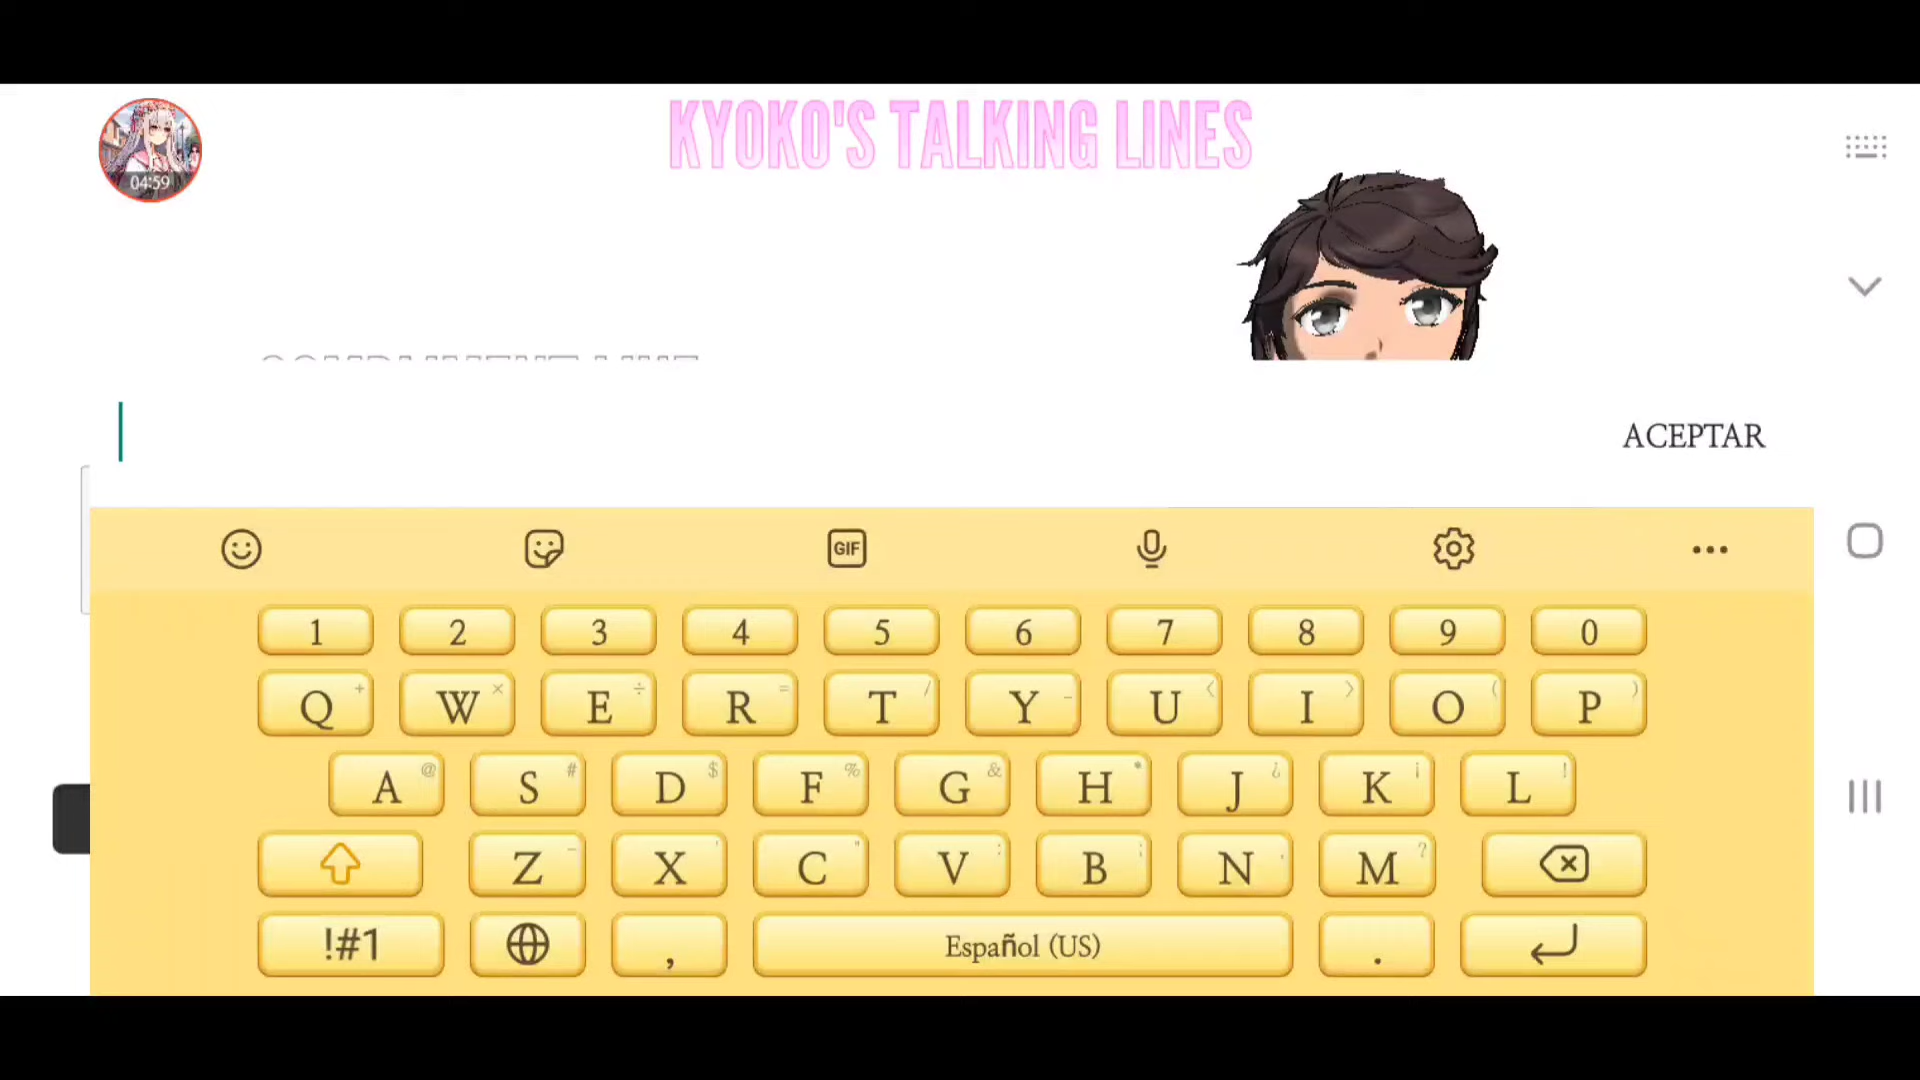 KYOKO'S TALKING LINES
04:59
ACEPTAR
GIF
1 2 3 4 5 6 7 8 9 0
Q + W × E ÷ R = T / Y _ U < I > O ( P )
A @ S # D $ F % G & H * J ¿ K ¡ L !
Z - X ' C " V : B ; N , M ?
!#1 , Español (US) .